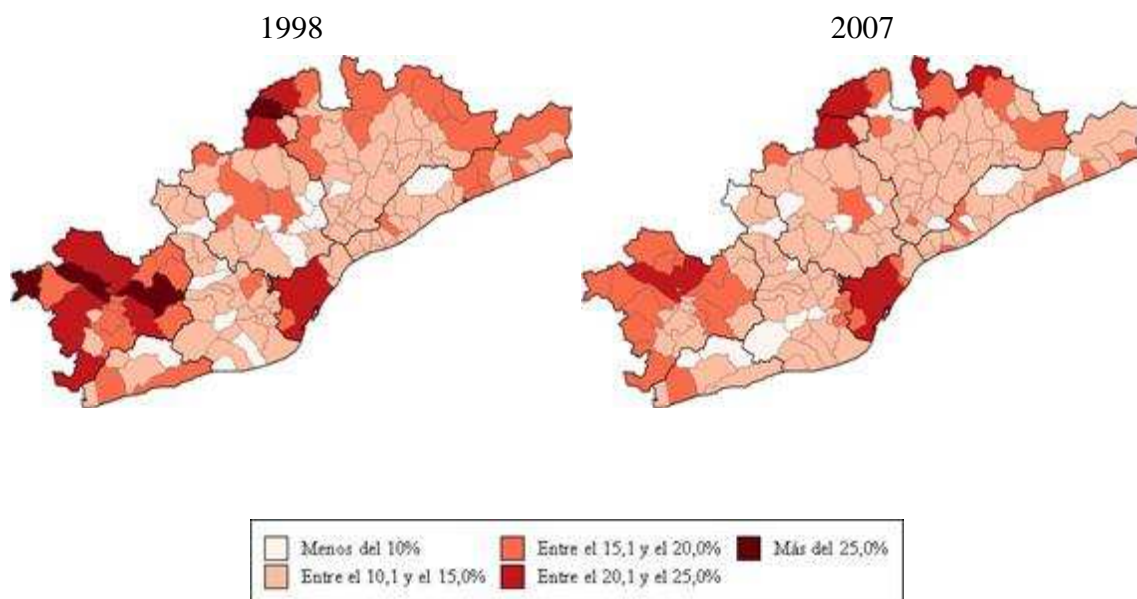 1998
2007
Menos del 10%
Entre el 15,1 y el 20,0%
Más del 25,0%
Entre el 10,1 y el 15,0%
Entre el 20,1 y el 25,0%